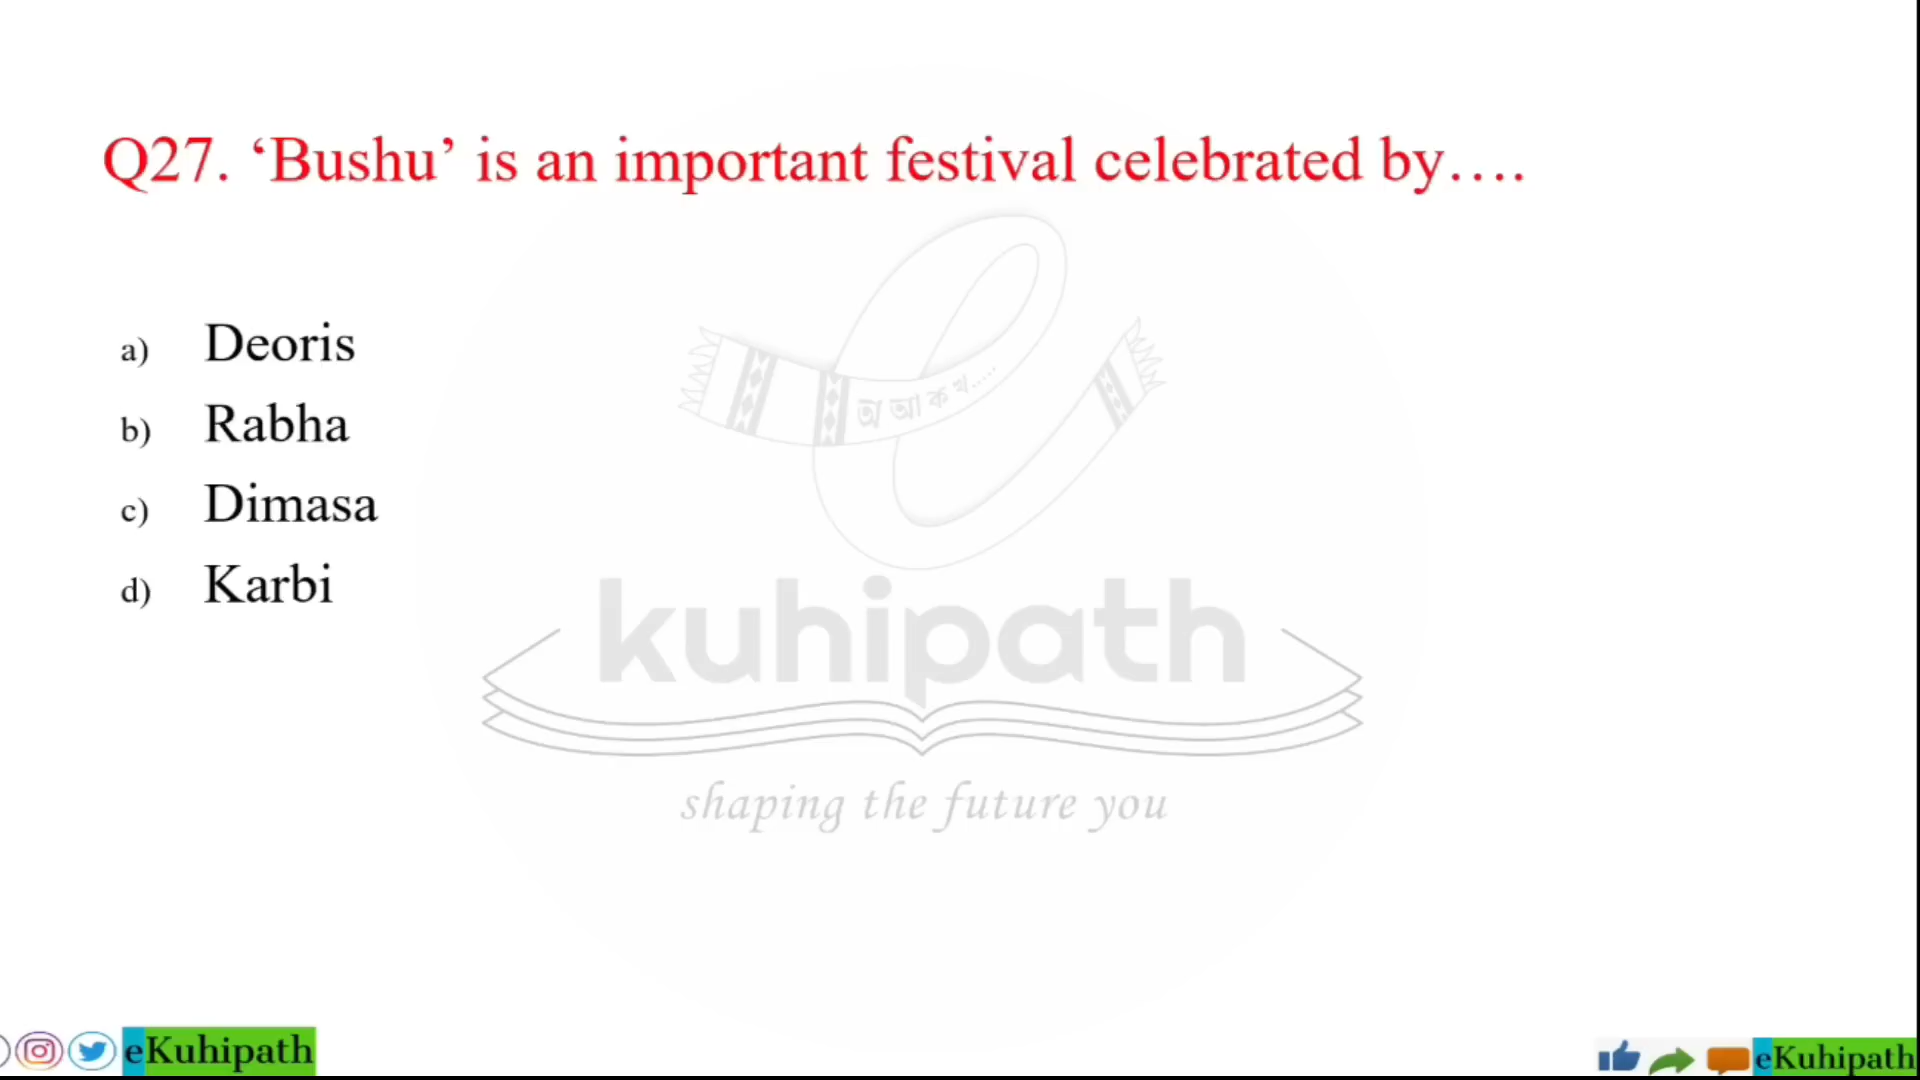 Q27. ‘Bushu’ is an important festival celebrated by….
a) Deoris
b) Rabha
c) Dimasa
d) Karbi
অ আ ক খ.....
kuhipath
shaping the future you
eKuhipath
eKuhipath